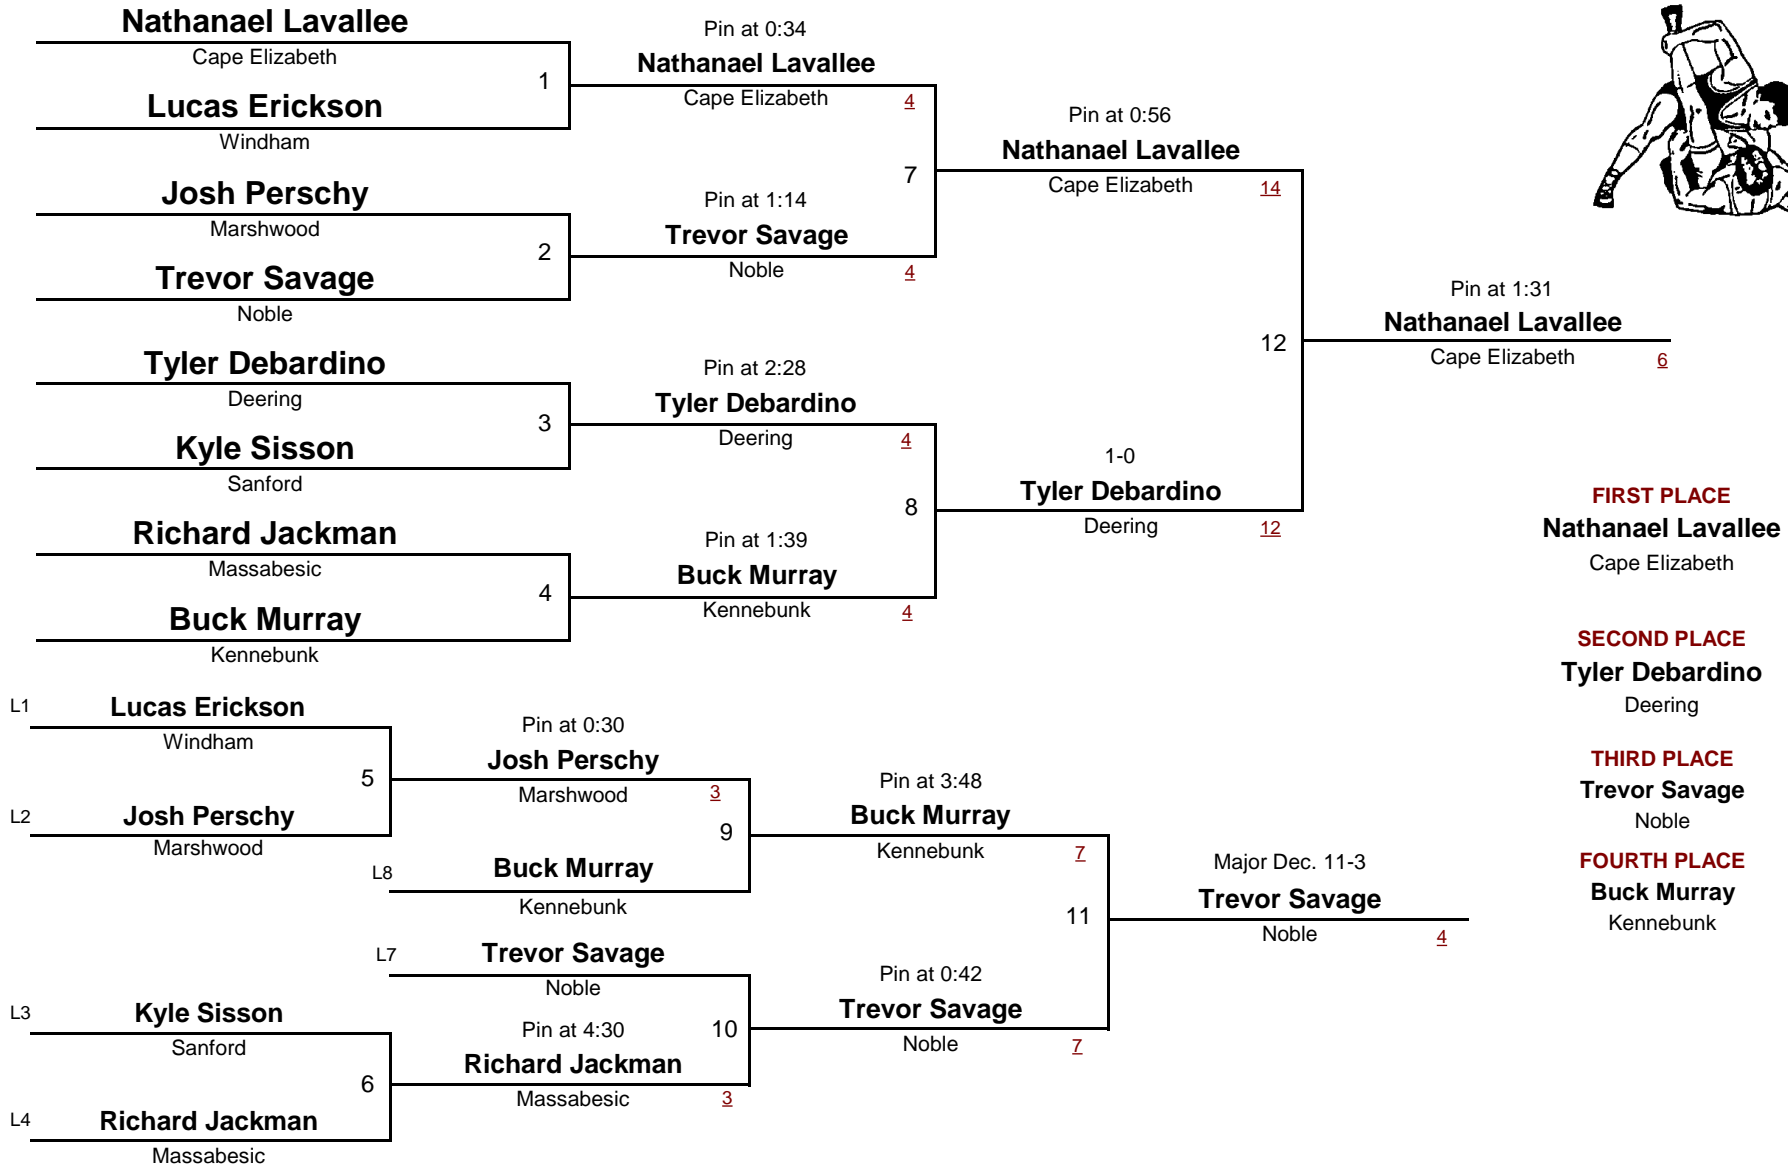 Nathanael Lavallee
Cape Elizabeth
1
Lucas Erickson
Windham
Josh Perschy
Marshwood
2
Trevor Savage
Noble
Tyler Debardino
Deering
3
Kyle Sisson
Sanford
Richard Jackman
Massabesic
4
Buck Murray
Kennebunk
Pin at 0:34
Nathanael Lavallee
Cape Elizabeth 4
7
Pin at 1:14
Trevor Savage
Noble 4
Pin at 2:28
Tyler Debardino
Deering 4
8
Pin at 1:39
Buck Murray
Kennebunk 4
Pin at 0:56
Nathanael Lavallee
Cape Elizabeth 14
12
1-0
Tyler Debardino
Deering 12
Pin at 1:31
Nathanael Lavallee
Cape Elizabeth 6
FIRST PLACE
Nathanael Lavallee
Cape Elizabeth
SECOND PLACE
Tyler Debardino
Deering
THIRD PLACE
Trevor Savage
Noble
FOURTH PLACE
Buck Murray
Kennebunk
L1 Lucas Erickson
Windham
5
L2 Josh Perschy
Marshwood
L3 Kyle Sisson
Sanford
6
L4 Richard Jackman
Massabesic
Pin at 0:30
Josh Perschy
Marshwood 3
9
L8 Buck Murray
Kennebunk
L7 Trevor Savage
Noble
Pin at 4:30 10
Richard Jackman
Massabesic 3
Pin at 3:48
Buck Murray
Kennebunk 7
11
Pin at 0:42
Trevor Savage
Noble 7
Major Dec. 11-3
Trevor Savage
Noble 4